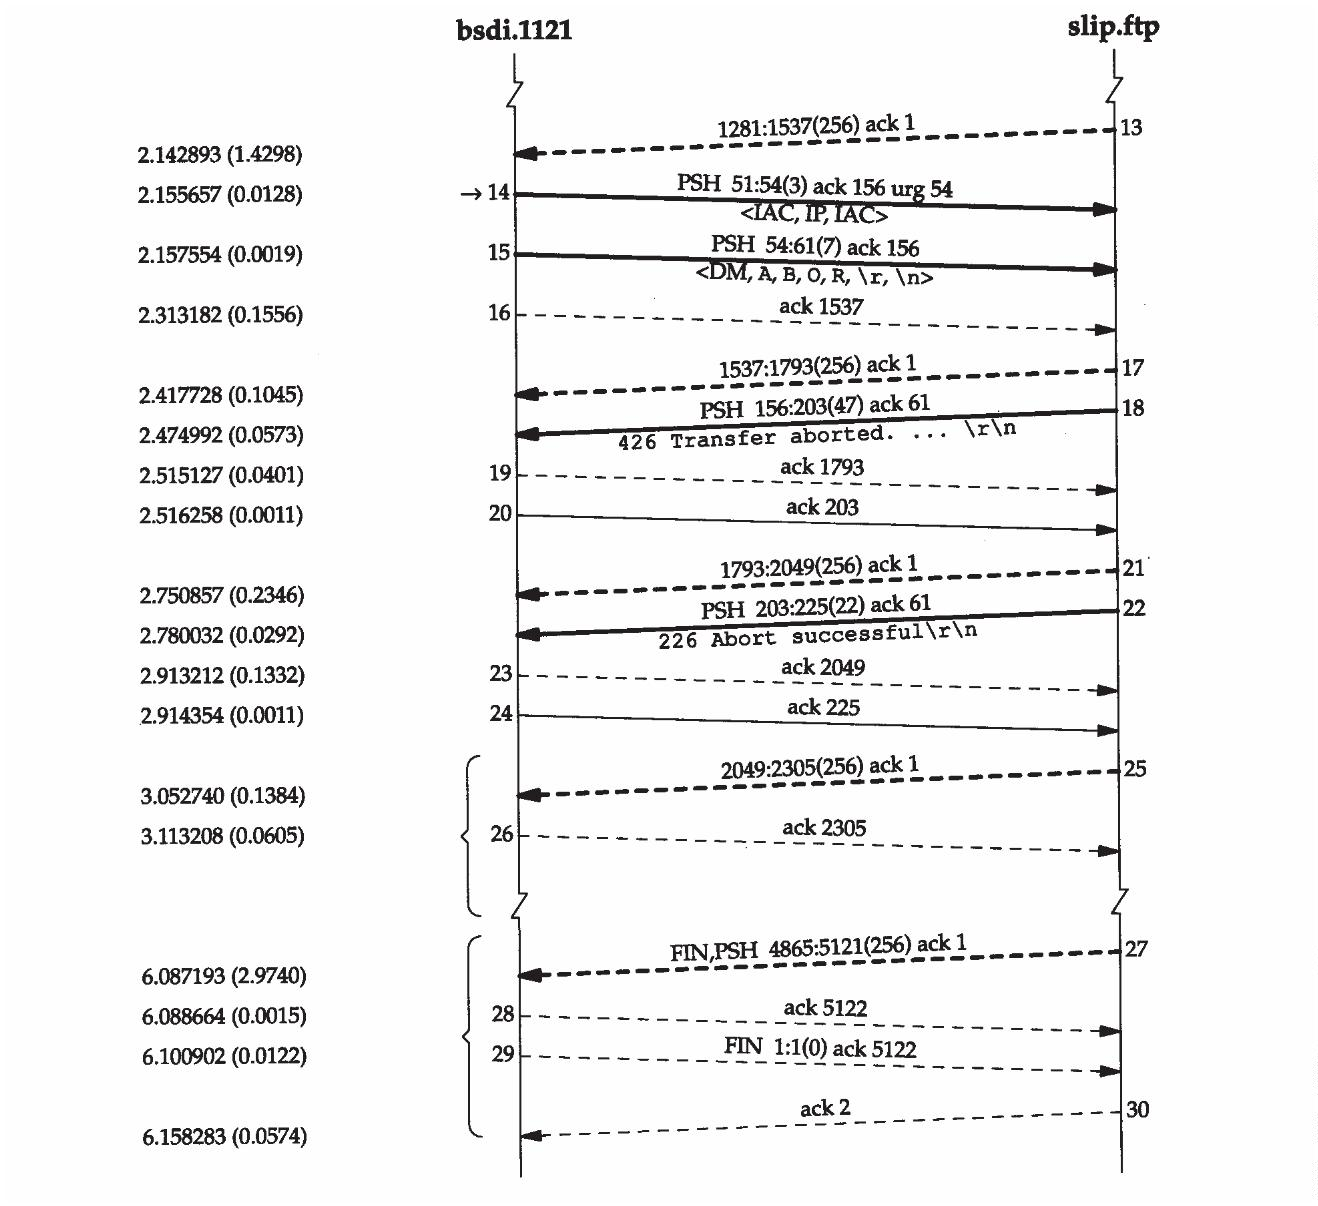 bsdi.1121 slip.ftp
1281:1537(256) ack 1 13
2.142893 (1.4298)
2.155657 (0.0128) → 14 PSH 51:54(3) ack 156 urg 54
<IAC, IP, IAC>
2.157554 (0.0019) 15 PSH 54:61(7) ack 156
<DM, A, B, O, R, \r, \n>
2.313182 (0.1556) 16 ack 1537
1537:1793(256) ack 1 17
2.417728 (0.1045)
PSH 156:203(47) ack 61 18
2.474992 (0.0573) 426 Transfer aborted. ... \r\n
2.515127 (0.0401) 19 ack 1793
2.516258 (0.0011) 20 ack 203
1793:2049(256) ack 1 21
2.750857 (0.2346)
PSH 203:225(22) ack 61 22
2.780032 (0.0292) 226 Abort successful\r\n
2.913212 (0.1332) 23 ack 2049
2.914354 (0.0011) 24 ack 225
2049:2305(256) ack 1 25
3.052740 (0.1384)
3.113208 (0.0605) 26 ack 2305
FIN,PSH 4865:5121(256) ack 1 27
6.087193 (2.9740)
6.088664 (0.0015) 28 ack 5122
6.100902 (0.0122) 29 FIN 1:1(0) ack 5122
ack 2 30
6.158283 (0.0574)